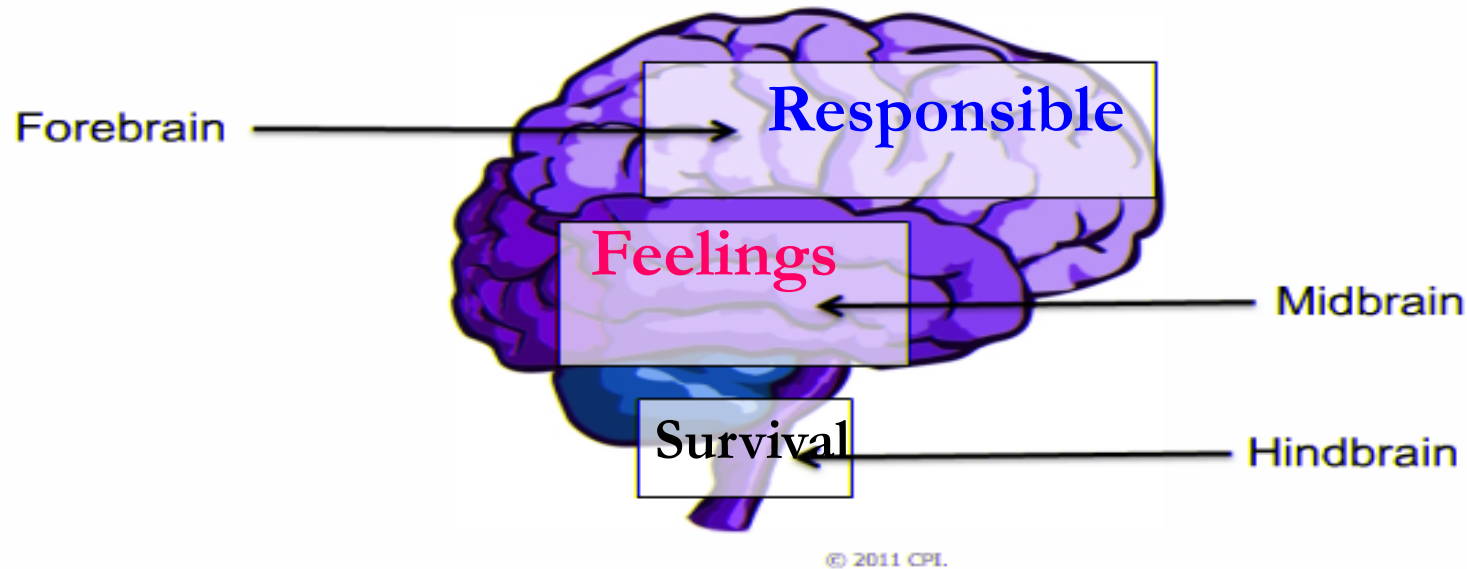 Responsible
Forebrain
Feelings
Midbrain
Survival
Hindbrain
© 2011 CPI.